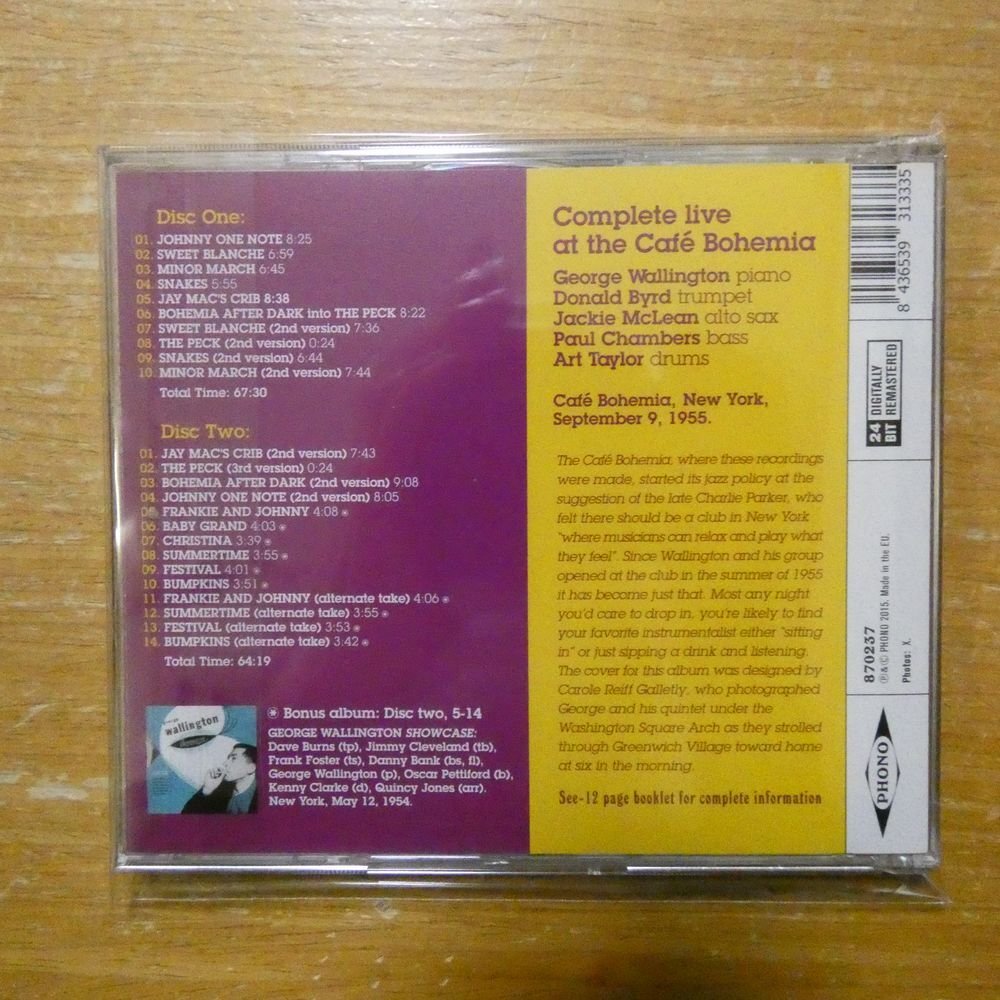 Disc One:
01. JOHNNY ONE NOTE 8:25
02. SWEET BLANCHE 6:59
03. MINOR MARCH 6:45
04. SNAKES 5:55
05. JAY MAC'S CRIB 8:38
06. BOHEMIA AFTER DARK into THE PECK 8:22
07. SWEET BLANCHE (2nd version) 7:36
08. THE PECK (2nd version) 0:24
09. SNAKES (2nd version) 6:44
10. MINOR MARCH (2nd version) 7:44
Total Time: 67:30
Disc Two:
01. JAY MAC'S CRIB (2nd version) 7:43
02. THE PECK (3rd version) 0:24
03. BOHEMIA AFTER DARK (2nd version) 9:08
04. JOHNNY ONE NOTE (2nd version) 8:05
05. FRANKIE AND JOHNNY 4:08 ⊛
06. BABY GRAND 4:03 ⊛
07. CHRISTINA 3:39 ⊛
08. SUMMERTIME 3:55 ⊛
09. FESTIVAL 4:01 ⊛
10. BUMPKINS 3:51 ⊛
11. FRANKIE AND JOHNNY (alternate take) 4:06 ⊛
12. SUMMERTIME (alternate take) 3:55 ⊛
13. FESTIVAL (alternate take) 3:53 ⊛
14. BUMPKINS (alternate take) 3:42 ⊛
Total Time: 64:19
george
wallington
⊛ Bonus album: Disc two, 5-14
GEORGE WALLINGTON SHOWCASE:
Dave Burns (tp), Jimmy Cleveland (tb),
Frank Foster (ts), Danny Bank (bs, fl),
George Wallington (p), Oscar Pettiford (b),
Kenny Clarke (d), Quincy Jones (arr).
New York, May 12, 1954.
Complete live
at the Café Bohemia
George Wallington piano
Donald Byrd trumpet
Jackie McLean alto sax
Paul Chambers bass
Art Taylor drums
Café Bohemia, New York,
September 9, 1955.
The Café Bohemia, where these recordings
were made, started its jazz policy at the
suggestion of the late Charlie Parker, who
felt there should be a club in New York
"where musicians can relax and play what
they feel". Since Wallington and his group
opened at the club in the summer of 1955
it has become just that. Most any night
you'd care to drop in, you're likely to find
your favorite instrumentalist either "sitting
in" or just sipping a drink and listening.
The cover for this album was designed by
Carole Reiff Galletly, who photographed
George and his quintet under the
Washington Square Arch as they strolled
through Greenwich Village toward home
at six in the morning.
See-12 page booklet for complete information
8 436539 313335
24 BIT
DIGITALLY
REMASTERED
870237
℗ & © PHONO 2015. Made in the EU.
Photos: X.
PHONO